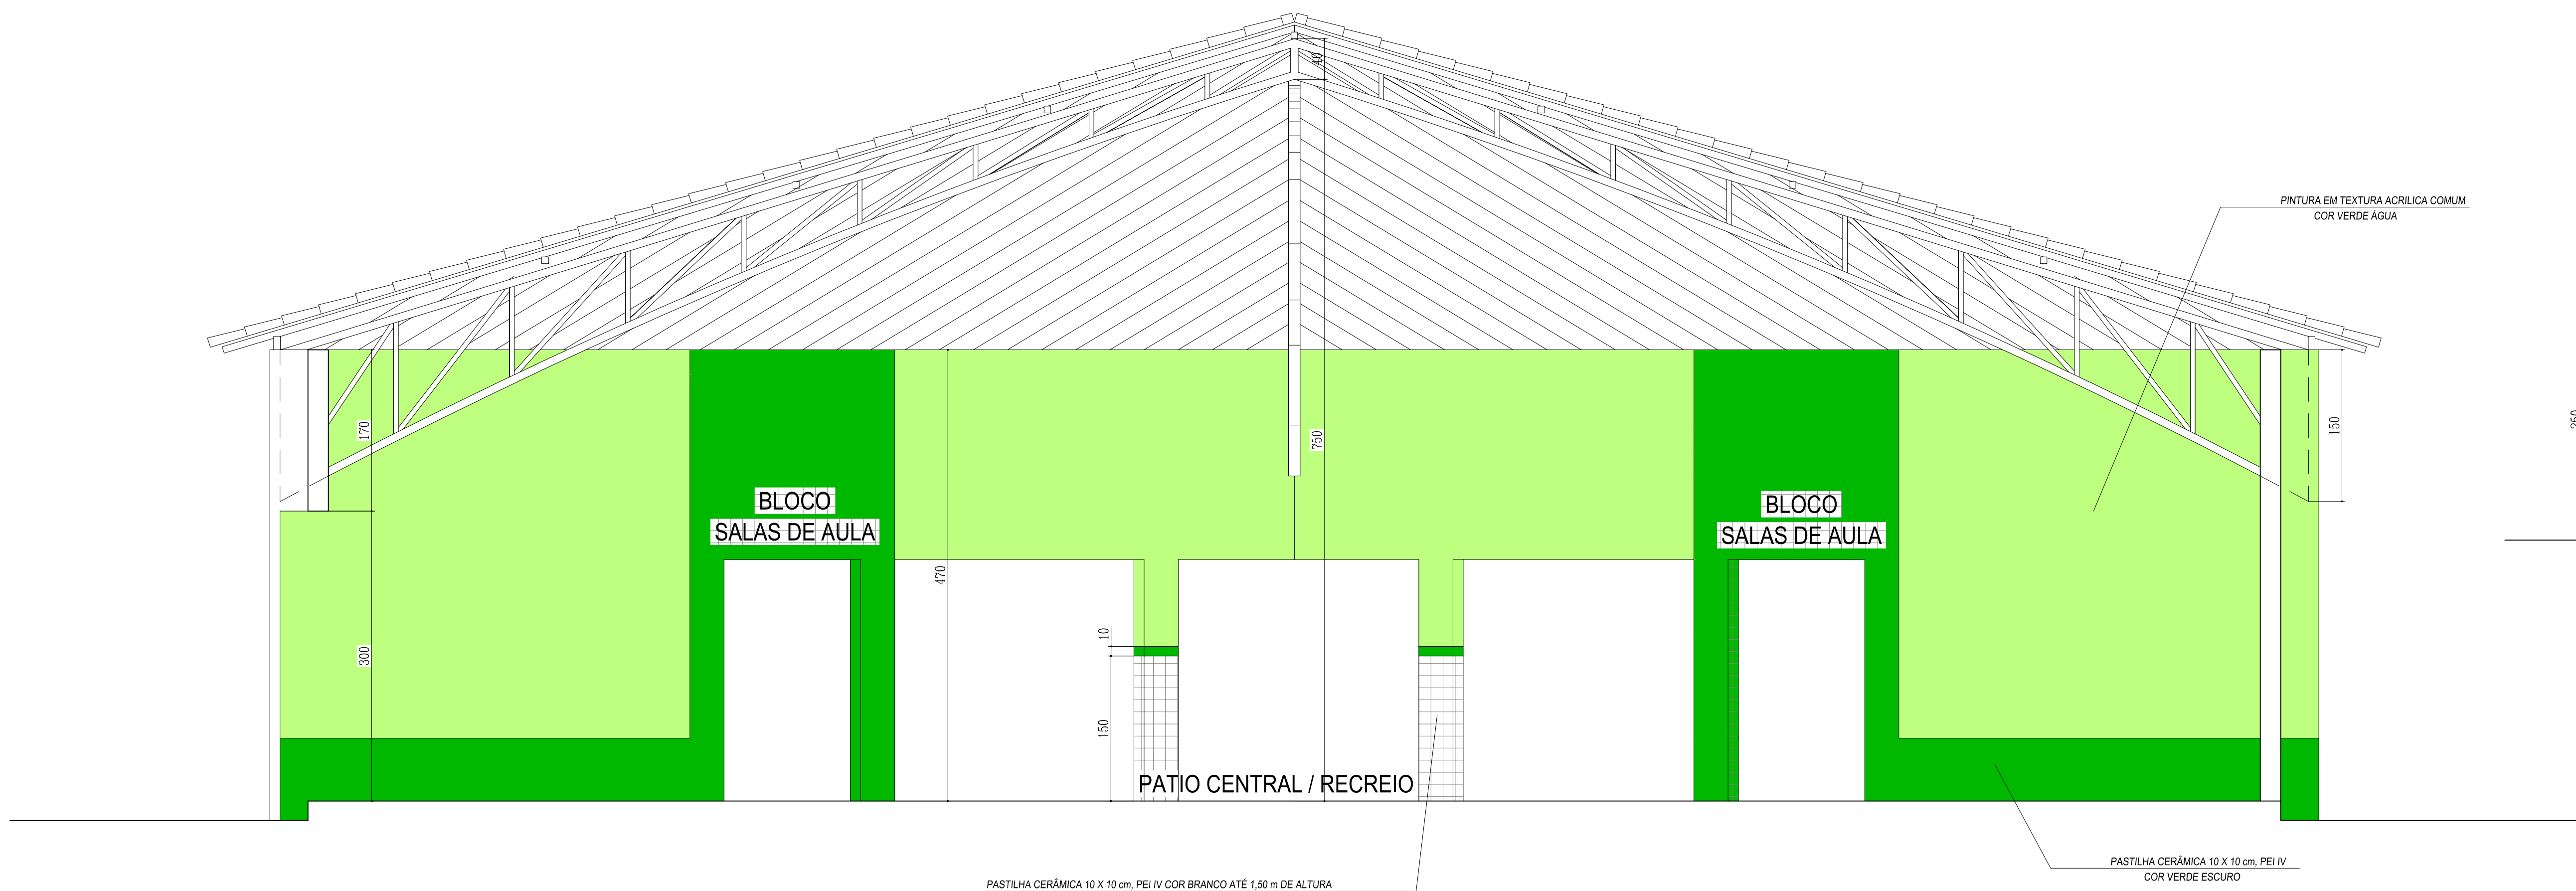 40
PINTURA EM TEXTURA ACRILICA COMUM
COR VERDE ÁGUA
170
750
150
250
BLOCO
SALAS DE AULA
BLOCO
SALAS DE AULA
470
300
10
150
PATIO CENTRAL / RECREIO
PASTILHA CERÂMICA 10 X 10 cm, PEI IV
COR VERDE ESCURO
PASTILHA CERÂMICA 10 X 10 cm, PEI IV COR BRANCO ATÉ 1,50 m DE ALTURA